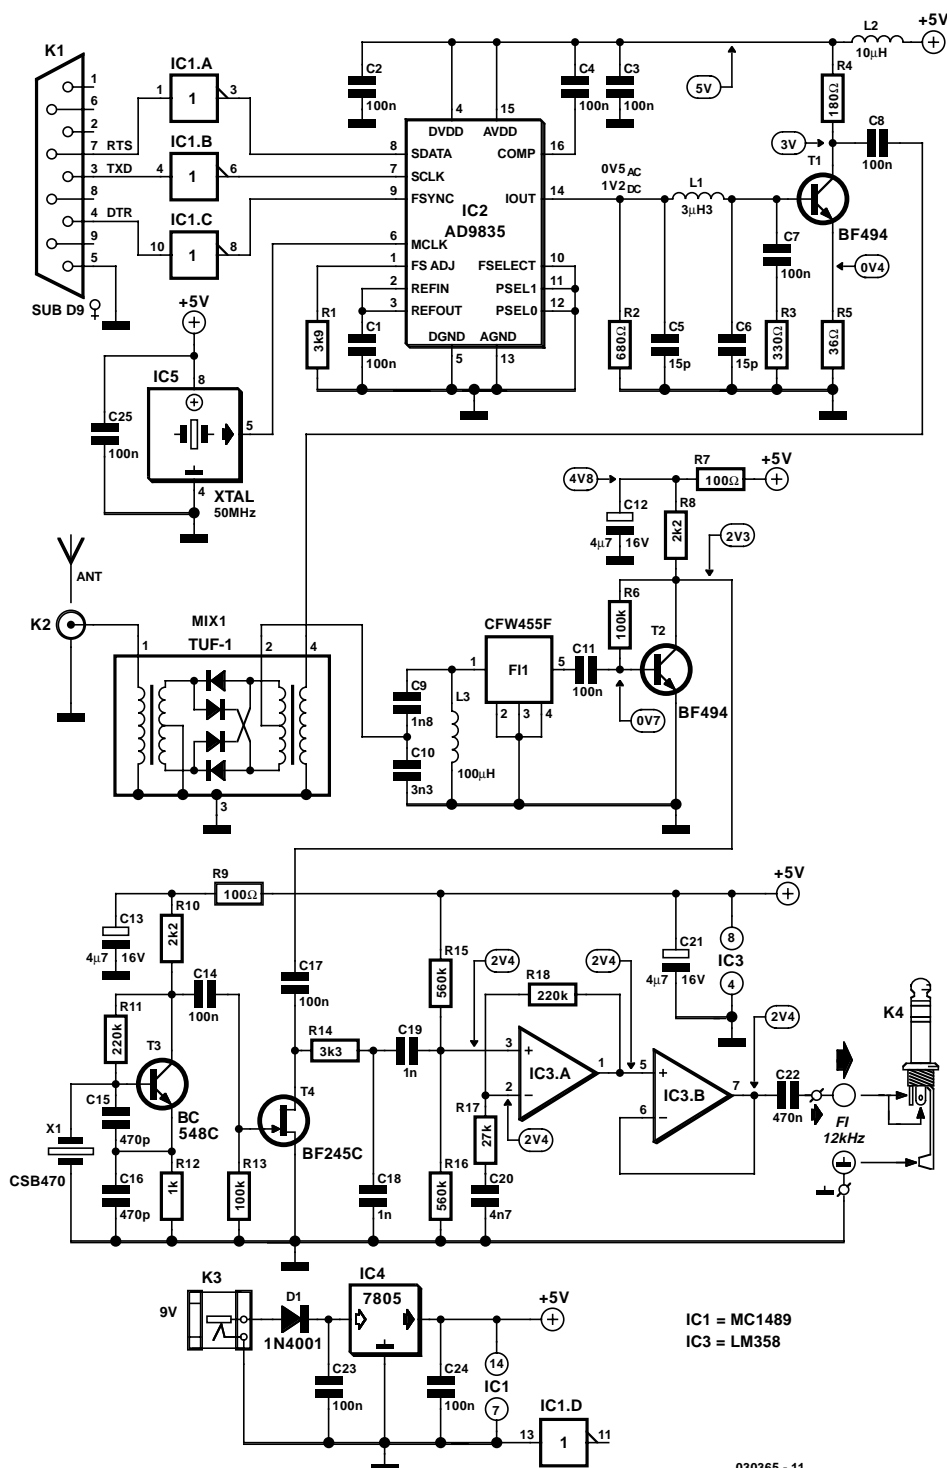 K1
1
6
2
7
3
8
4
9
5
RTS
TXD
DTR
SUB D9
IC1.A
1
1
3
IC1.B
4
1
6
IC1.C
10
1
8
C2
100n
C4
100n
C3
100n
5V
L2
10µH
+5V
R4
180Ω
3V
C8
100n
T1
BF494
0V4
4
15
DVDD
AVDD
8
SDATA
COMP
16
7
SCLK
9
FSYNC
IOUT
14
IC2
AD9835
6
MCLK
1
FS ADJ
FSELECT
10
2
REFIN
PSEL1
11
3
REFOUT
PSEL0
12
DGND
AGND
5
13
0V5 AC
1V2 DC
L1
3µH3
C7
100n
R1
3k9
C1
100n
R2
680Ω
C5
15p
C6
15p
R3
330Ω
R5
36Ω
+5V
IC5
8
C25
100n
5
4
XTAL
50MHz
ANT
K2
MIX1
TUF-1
1
2
4
3
4V8
R7
100Ω
+5V
C12
4µ7
16V
R8
2k2
2V3
R6
100k
T2
BF494
0V7
CFW455F
1
FI1
5
2
3
4
C11
100n
C9
1n8
L3
C10
3n3
100µH
R9
100Ω
+5V
C13
4µ7
16V
R10
2k2
C14
100n
R11
220k
T3
BC
548C
C15
470p
X1
CSB470
C16
470p
R12
1k
R13
100k
C17
100n
R14
3k3
T4
BF245C
C19
1n
C18
1n
R15
560k
R16
560k
2V4
R18
220k
2V4
3
2
1
IC3.A
2V4
R17
27k
C20
4n7
5
6
7
IC3.B
2V4
C21
4µ7
16V
8
IC3
4
C22
470n
K4
FI
12kHz
K3
9V
D1
1N4001
IC4
7805
+5V
C23
100n
C24
100n
14
IC1
7
IC1.D
13
1
11
IC1 = MC1489
IC3 = LM358
030365 - 11